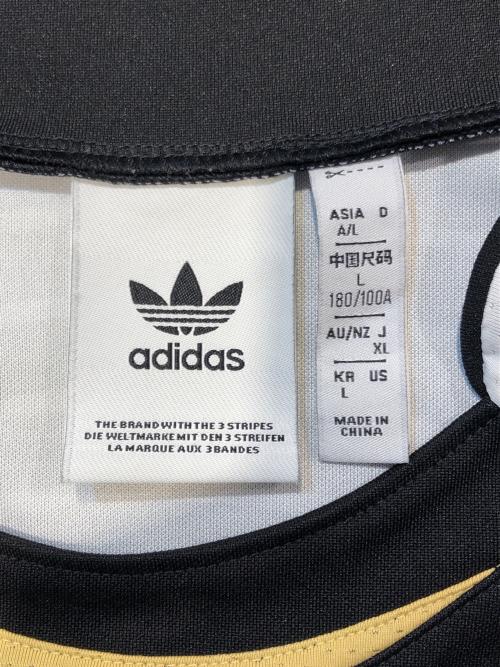 adidas
THE BRAND WITH THE 3 STRIPES
DIE WELTMARKE MIT DEN 3 STREIFEN
LA MARQUE AUX 3 BANDES
ASIA D
A/L
中国尺码
L
180/100A
AU/NZ J
XL
KR US
L
MADE IN
CHINA